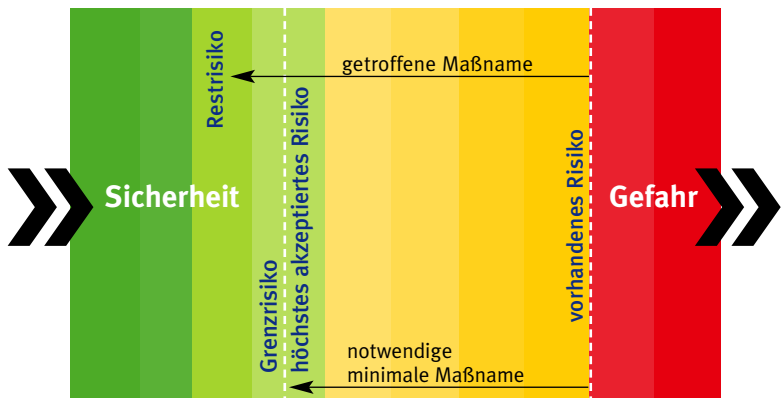 getroffene Maßname
Restrisiko
Sicherheit
Grenzrisiko
höchstes akzeptiertes Risiko
vorhandenes Risiko
Gefahr
notwendige
minimale Maßname